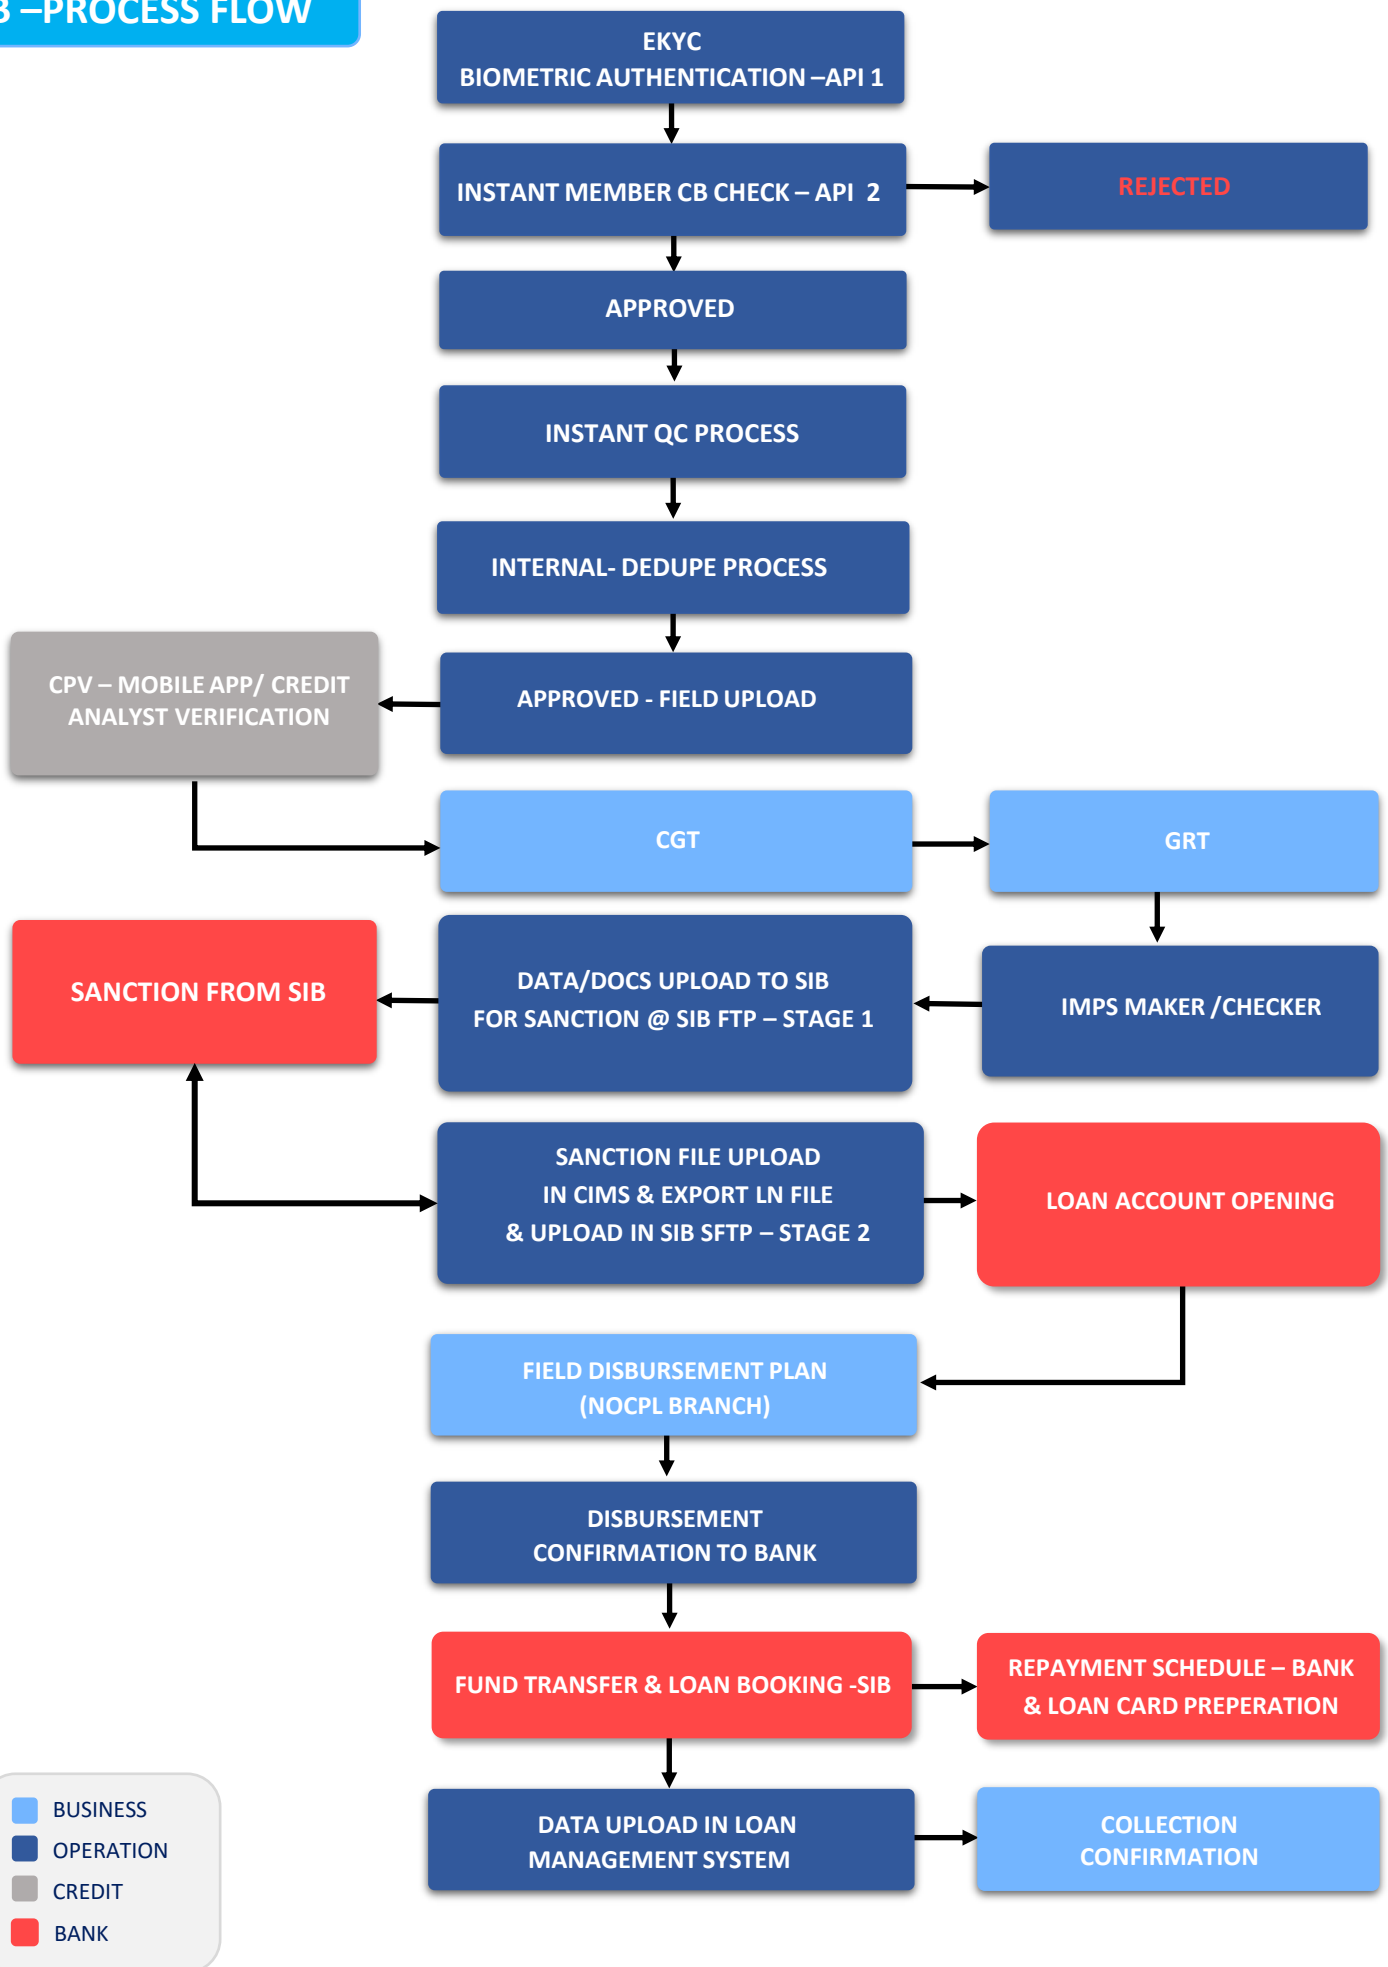 –PROCESS FLOW
EKYC
BIOMETRIC AUTHENTICATION –API 1
INSTANT MEMBER CB CHECK – API 2
REJECTED
APPROVED
INSTANT QC PROCESS
INTERNAL- DEDUPE PROCESS
CPV – MOBILE APP/ CREDIT
ANALYST VERIFICATION
APPROVED - FIELD UPLOAD
CGT
GRT
SANCTION FROM SIB
DATA/DOCS UPLOAD TO SIB
FOR SANCTION @ SIB FTP – STAGE 1
IMPS MAKER /CHECKER
SANCTION FILE UPLOAD
IN CIMS & EXPORT LN FILE
& UPLOAD IN SIB SFTP – STAGE 2
LOAN ACCOUNT OPENING
FIELD DISBURSEMENT PLAN
(NOCPL BRANCH)
DISBURSEMENT
CONFIRMATION TO BANK
FUND TRANSFER & LOAN BOOKING -SIB
REPAYMENT SCHEDULE – BANK
& LOAN CARD PREPERATION
DATA UPLOAD IN LOAN
MANAGEMENT SYSTEM
COLLECTION
CONFIRMATION
BUSINESS
OPERATION
CREDIT
BANK